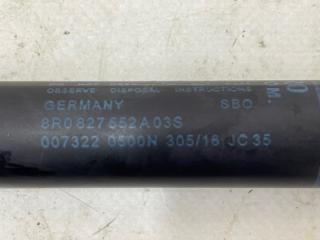 OBSERVE DISPOSAL INSTRUCTIONS
GERMANY SBO
8R0827552A03S
007322 0500N 305/16 JC35